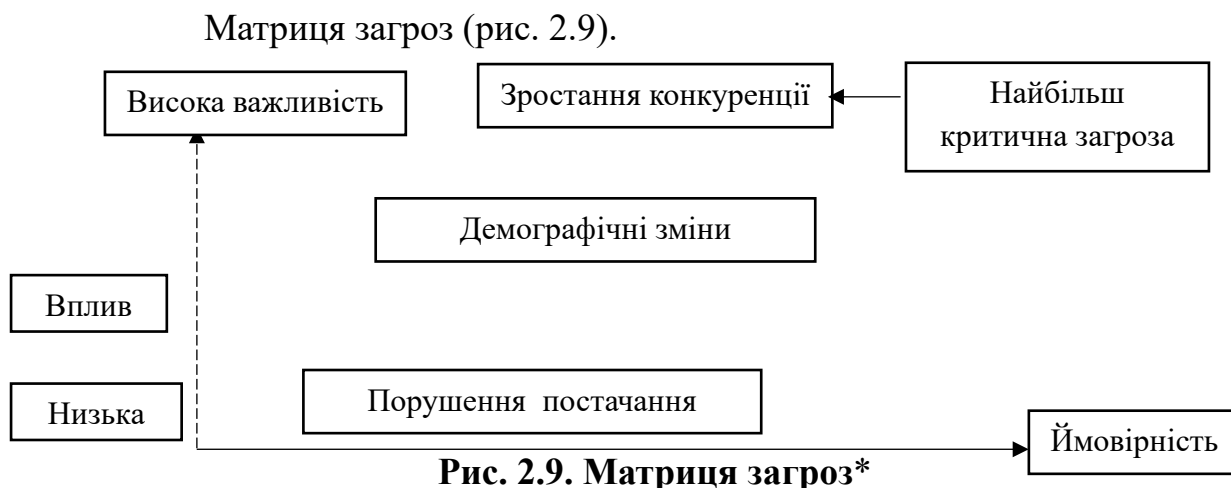 Матриця загроз (рис. 2.9).
Висока важливість
Зростання конкуренції
Найбільш
критична загроза
Демографічні зміни
Вплив
Порушення постачання
Низька
Ймовірність
Рис. 2.9. Матриця загроз*